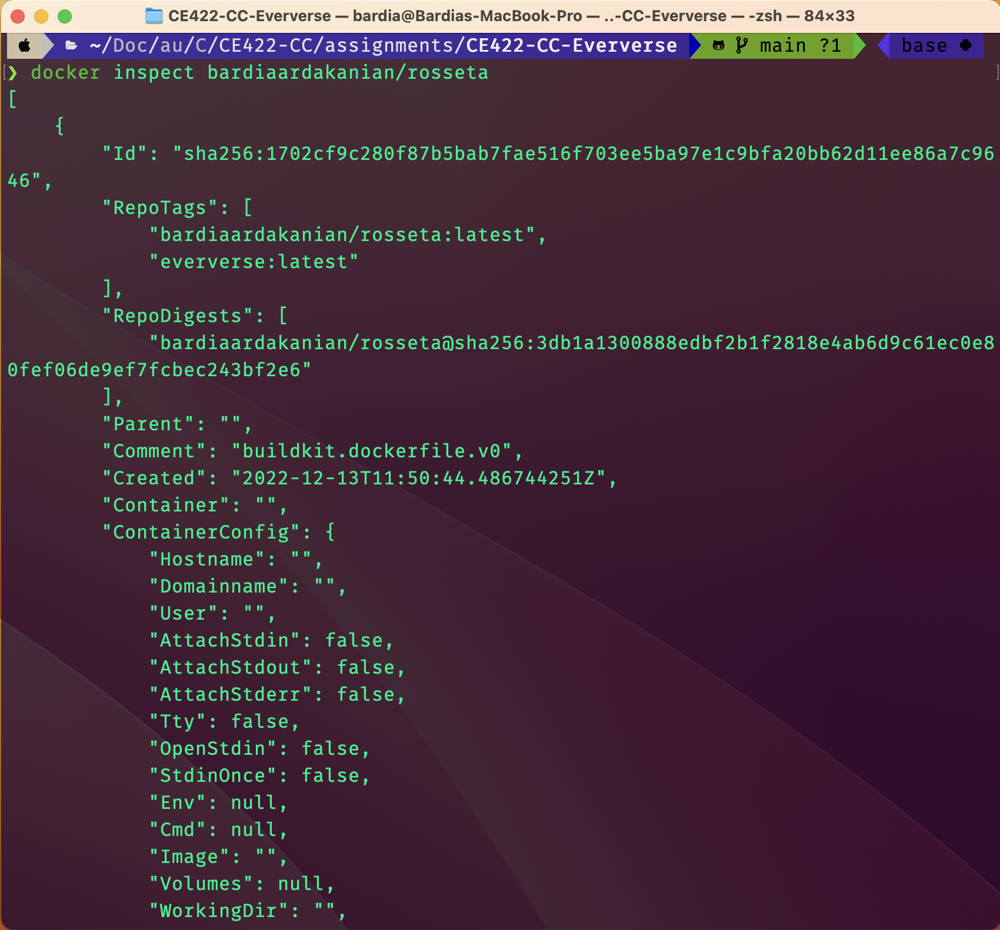 CE422-CC-Eververse — bardia@Bardias-MacBook-Pro — ..-CC-Eververse — -zsh — 84×33
~/Doc/au/C/CE422-CC/assignments/CE422-CC-Eververse main ?1 base
[❯ docker inspect bardiaardakanian/rosseta ]
[
    {
        "Id": "sha256:1702cf9c280f87b5bab7fae516f703ee5ba97e1c9bfa20bb62d11ee86a7c96
46",
        "RepoTags": [
            "bardiaardakanian/rosseta:latest",
            "eververse:latest"
        ],
        "RepoDigests": [
            "bardiaardakanian/rosseta@sha256:3db1a1300888edbf2b1f2818e4ab6d9c61ec0e8
0fef06de9ef7fcbec243bf2e6"
        ],
        "Parent": "",
        "Comment": "buildkit.dockerfile.v0",
        "Created": "2022-12-13T11:50:44.486744251Z",
        "Container": "",
        "ContainerConfig": {
            "Hostname": "",
            "Domainname": "",
            "User": "",
            "AttachStdin": false,
            "AttachStdout": false,
            "AttachStderr": false,
            "Tty": false,
            "OpenStdin": false,
            "StdinOnce": false,
            "Env": null,
            "Cmd": null,
            "Image": "",
            "Volumes": null,
            "WorkingDir": "",